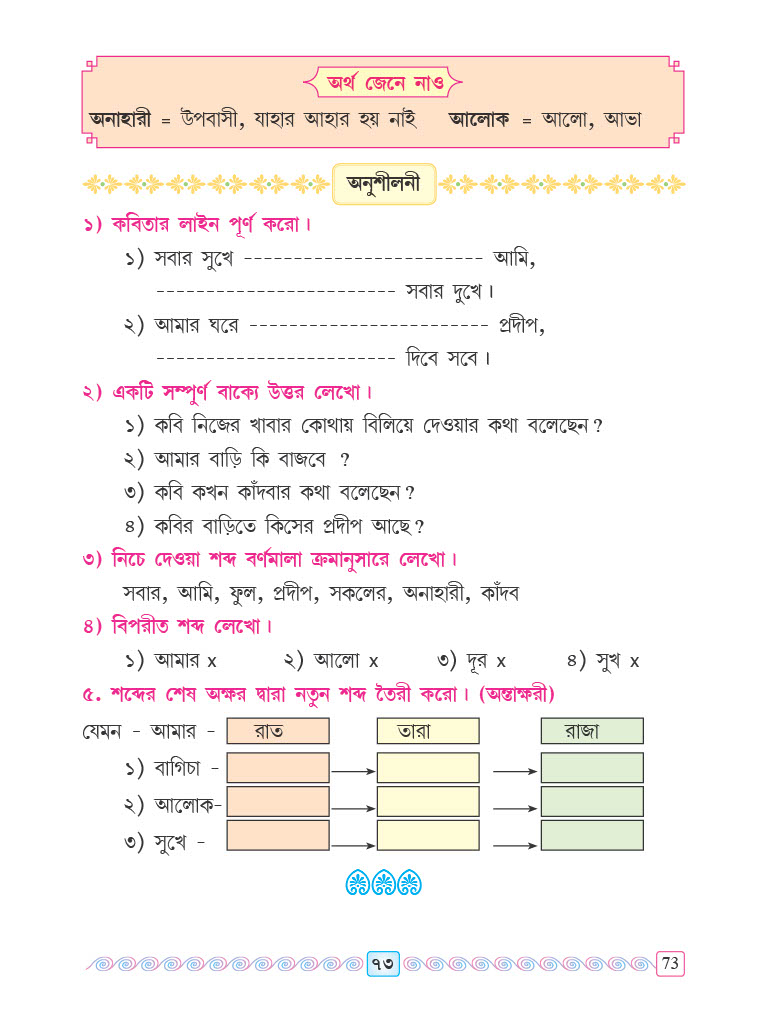 অর্থ জেনে নাও
অনাহারী = উপবাসী, যাহার আহার হয় নাই আলোক = আলো, আভা
অনুশীলনী
১) কবিতার লাইন পূর্ণ করো।
১) সবার সুখে ------------------------ আমি,
------------------------ সবার দুখে।
২) আমার ঘরে ------------------------ প্রদীপ,
------------------------ দিবে সবে।
২) একটি সম্পুর্ণ বাক্যে উত্তর লেখো।
১) কবি নিজের খাবার কোথায় বিলিয়ে দেওয়ার কথা বলেছেন?
২) আমার বাড়ি কি বাজবে ?
৩) কবি কখন কাঁদবার কথা বলেছেন?
৪) কবির বাড়িতে কিসের প্রদীপ আছে?
৩) নিচে দেওয়া শব্দ বর্ণমালা ক্রমানুসারে লেখো।
সবার, আমি, ফুল, প্রদীপ, সকলের, অনাহারী, কাঁদব
৪) বিপরীত শব্দ লেখো।
১) আমার x ২) আলো x ৩) দূর x ৪) সুখ x
৫. শব্দের শেষ অক্ষর দ্বারা নতুন শব্দ তৈরী করো। (অন্তাক্ষরী)
যেমন - আমার - রাত তারা রাজা
১) বাগিচা -
২) আলোক-
৩) সুখে -
৭৩ 73